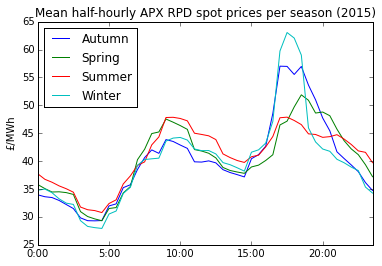 Mean half-hourly APX RPD spot prices per season (2015)
65
60
55
50
45
40
35
30
25
£/MWh
Autumn
Spring
Summer
Winter
0:00
5:00
10:00
15:00
20:00